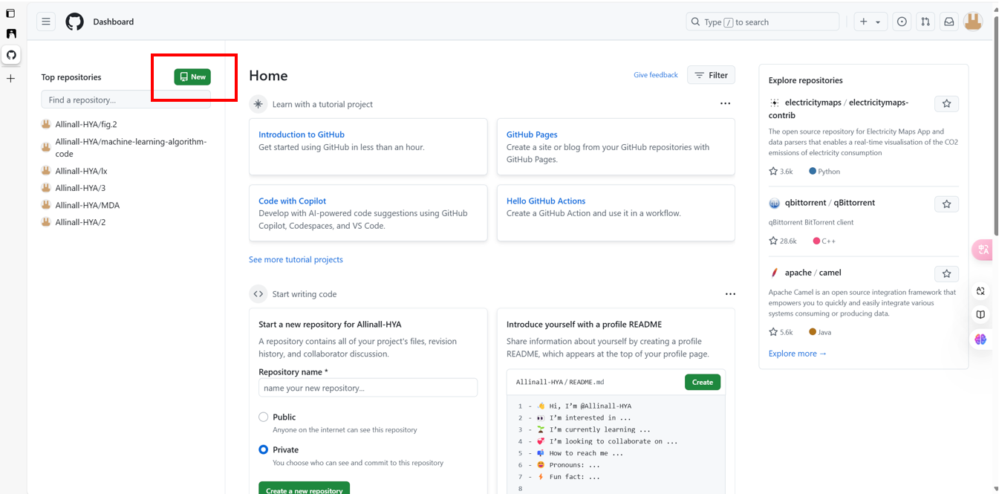 Dashboard
Type / to search
Top repositories
New
Find a repository...
Allinall-HYA/fig.2
Allinall-HYA/machine-learning-algorithm-
code
Allinall-HYA/lx
Allinall-HYA/3
Allinall-HYA/MDA
Allinall-HYA/2
Home
Give feedback
Filter
Learn with a tutorial project
Introduction to GitHub
Get started using GitHub in less than an hour.
GitHub Pages
Create a site or blog from your GitHub repositories with
GitHub Pages.
Code with Copilot
Develop with AI-powered code suggestions using GitHub
Copilot, Codespaces, and VS Code.
Hello GitHub Actions
Create a GitHub Action and use it in a workflow.
See more tutorial projects
Start writing code
Start a new repository for Allinall-HYA
A repository contains all of your project's files, revision
history, and collaborator discussion.
Repository name *
name your new repository...
Public
Anyone on the internet can see this repository
Private
You choose who can see and commit to this repository
Create a new repository
Introduce yourself with a profile README
Share information about yourself by creating a profile
README, which appears at the top of your profile page.
Allinall-HYA / README.md
Create
1 - 👋 Hi, I’m @Allinall-HYA
2 - 👀 I’m interested in ...
3 - 🌱 I’m currently learning ...
4 - 💞️ I’m looking to collaborate on ...
5 - 📫 How to reach me ...
6 - 😄 Pronouns: ...
7 - ⚡ Fun fact: ...
8
Explore repositories
electricitymaps / electricitymaps-
contrib
The open source repository for Electricity Maps App and
data parsers that enables a real-time visualisation of the CO2
emissions of electricity consumption
3.6k Python
qbittorrent / qBittorrent
qBittorrent BitTorrent client
28.6k C++
apache / camel
Apache Camel is an open source integration framework that
empowers you to quickly and easily integrate various
systems consuming or producing data.
5.6k Java
Explore more →